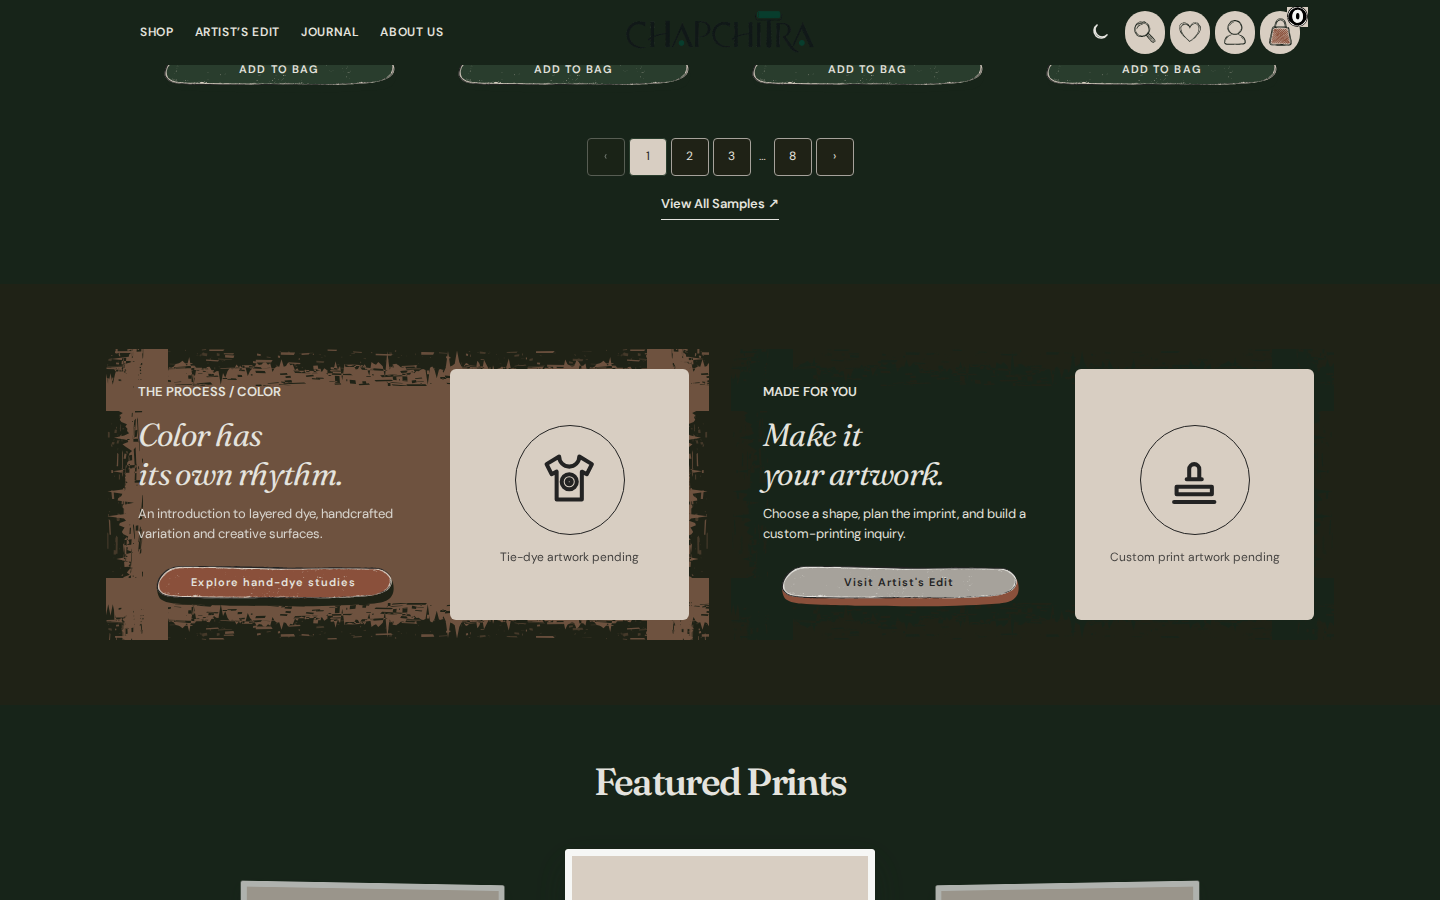 SHOP ARTIST'S EDIT JOURNAL ABOUT US CHAPCHITRA 0
ADD TO BAG ADD TO BAG ADD TO BAG ADD TO BAG
‹ 1 2 3 … 8 ›
View All Samples ↗
THE PROCESS / COLOR
Color has
its own rhythm.
An introduction to layered dye, handcrafted
variation and creative surfaces.
Explore hand-dye studies
Tie-dye artwork pending
MADE FOR YOU
Make it
your artwork.
Choose a shape, plan the imprint, and build a
custom-printing inquiry.
Visit Artist's Edit
Custom print artwork pending
Featured Prints